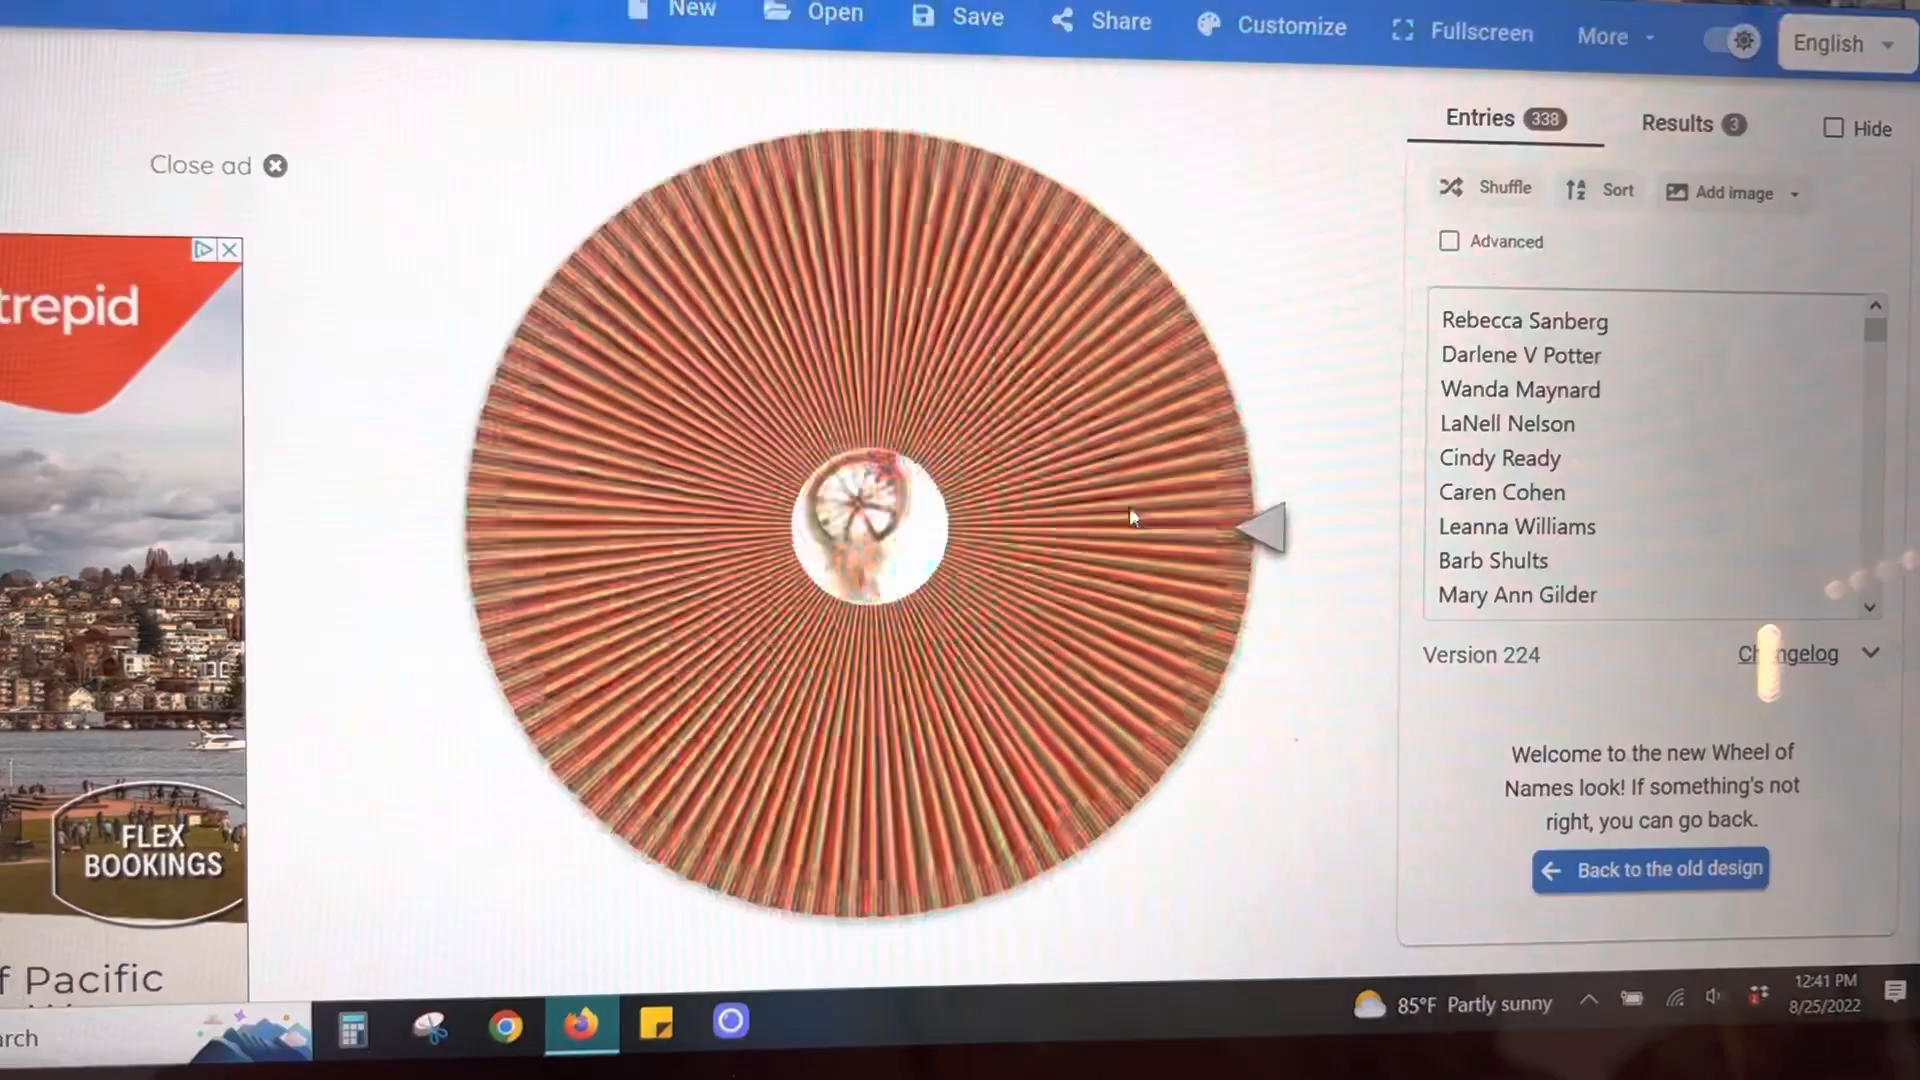 New Open Save Share Customize Fullscreen More English
Entries 338 Results 3 Hide
Close ad
Shuffle Sort Add image
Advanced
trepid
Rebecca Sanberg
Darlene V Potter
Wanda Maynard
LaNell Nelson
Cindy Ready
Caren Cohen
Leanna Williams
Barb Shults
Mary Ann Gilder
Version 224 Changelog
Welcome to the new Wheel of
Names look! If something's not
right, you can go back.
Back to the old design
FLEX
BOOKINGS
f Pacific
arch
85°F Partly sunny
12:41 PM
8/25/2022